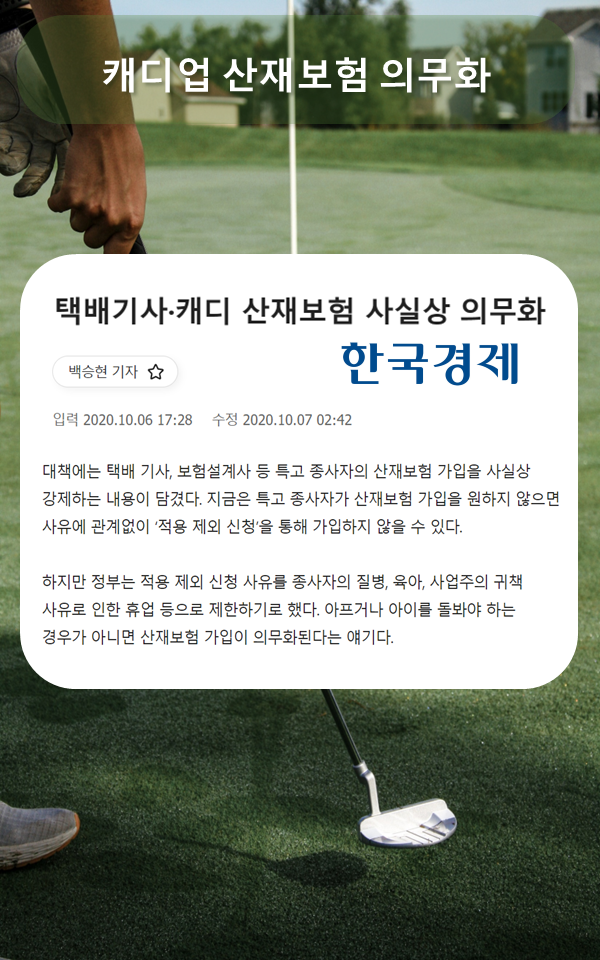 캐디업 산재보험 의무화
택배기사·캐디 산재보험 사실상 의무화
백승현 기자
한국경제
입력 2020.10.06 17:28 수정 2020.10.07 02:42
대책에는 택배 기사, 보험설계사 등 특고 종사자의 산재보험 가입을 사실상
강제하는 내용이 담겼다. 지금은 특고 종사자가 산재보험 가입을 원하지 않으면
사유에 관계없이 ‘적용 제외 신청’을 통해 가입하지 않을 수 있다.
하지만 정부는 적용 제외 신청 사유를 종사자의 질병, 육아, 사업주의 귀책
사유로 인한 휴업 등으로 제한하기로 했다. 아프거나 아이를 돌봐야 하는
경우가 아니면 산재보험 가입이 의무화된다는 얘기다.